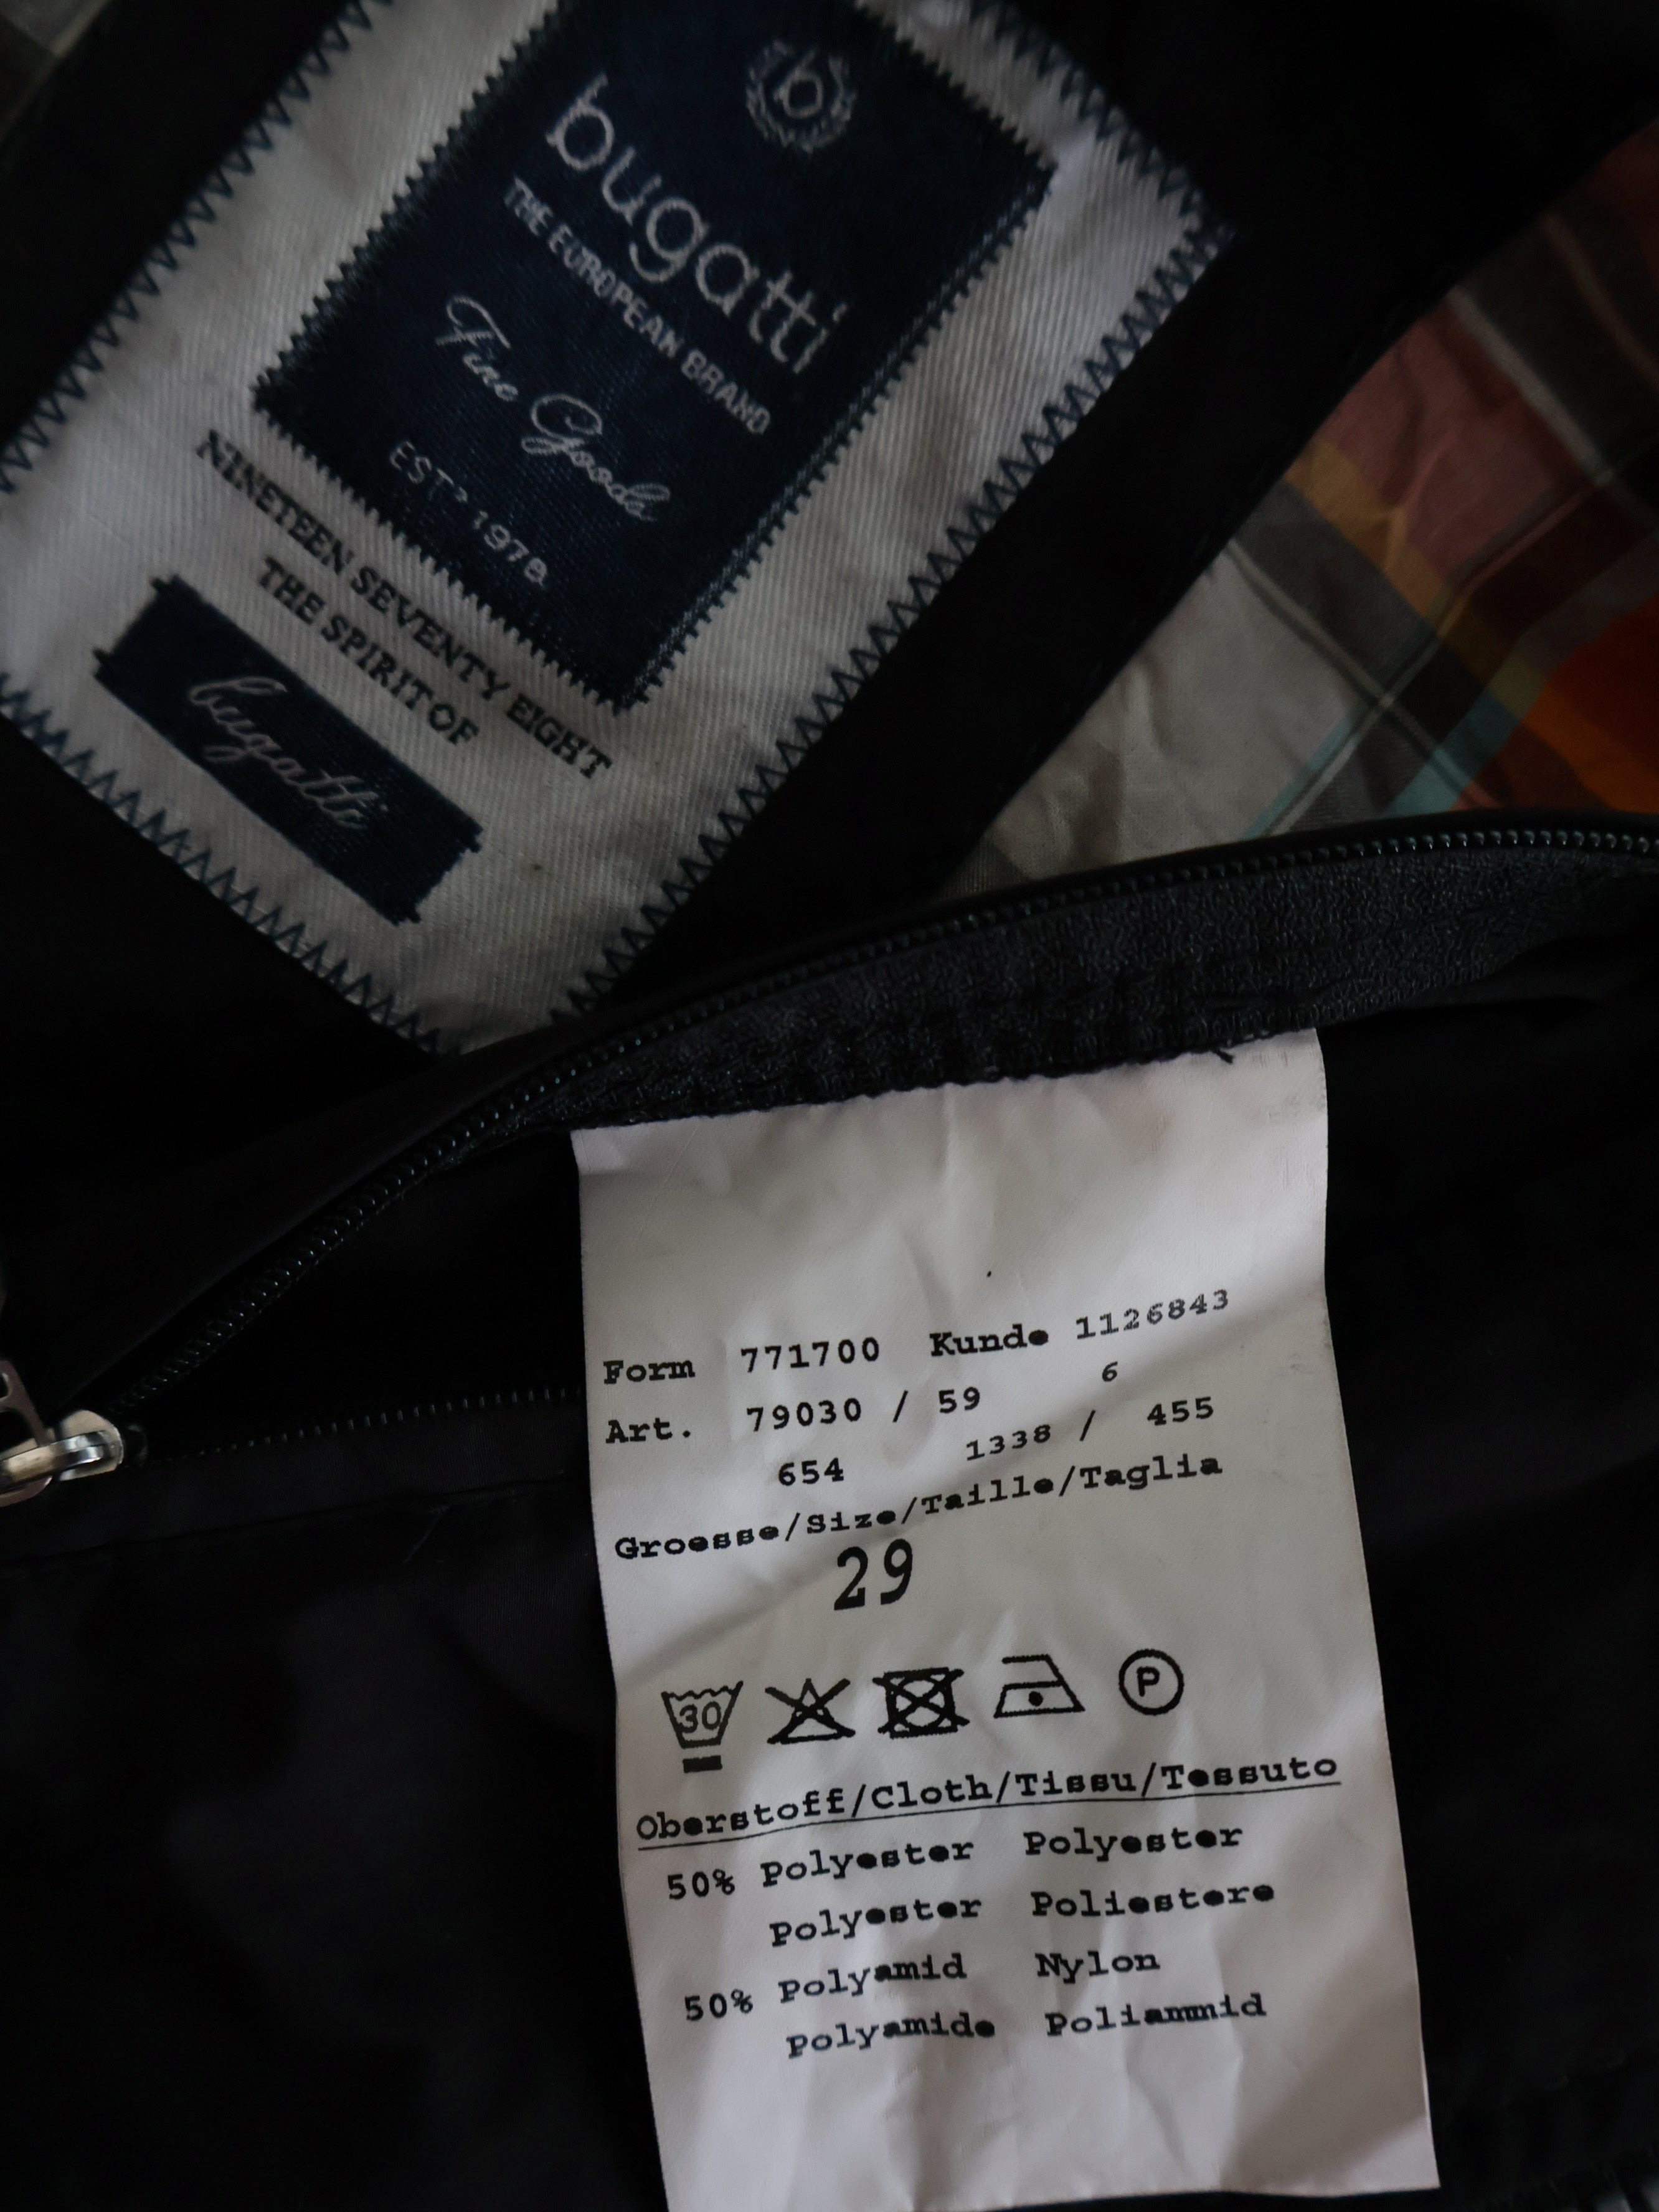 b
bugatti
THE EUROPEAN BRAND
Fine Goods
ESTD 1978
NINETEEN SEVENTY EIGHT
THE SPIRIT OF
bugatti
Form 771700 Kunde 1126843
6
Art. 79030 / 59
654 1338 / 455
Groesse/Size/Taille/Taglia
29
30
P
Oberstoff/Cloth/Tissu/Tessuto
50% Polyester Polyester
Polyester Poliestere
50% Polyamid Nylon
Polyamide Poliammid